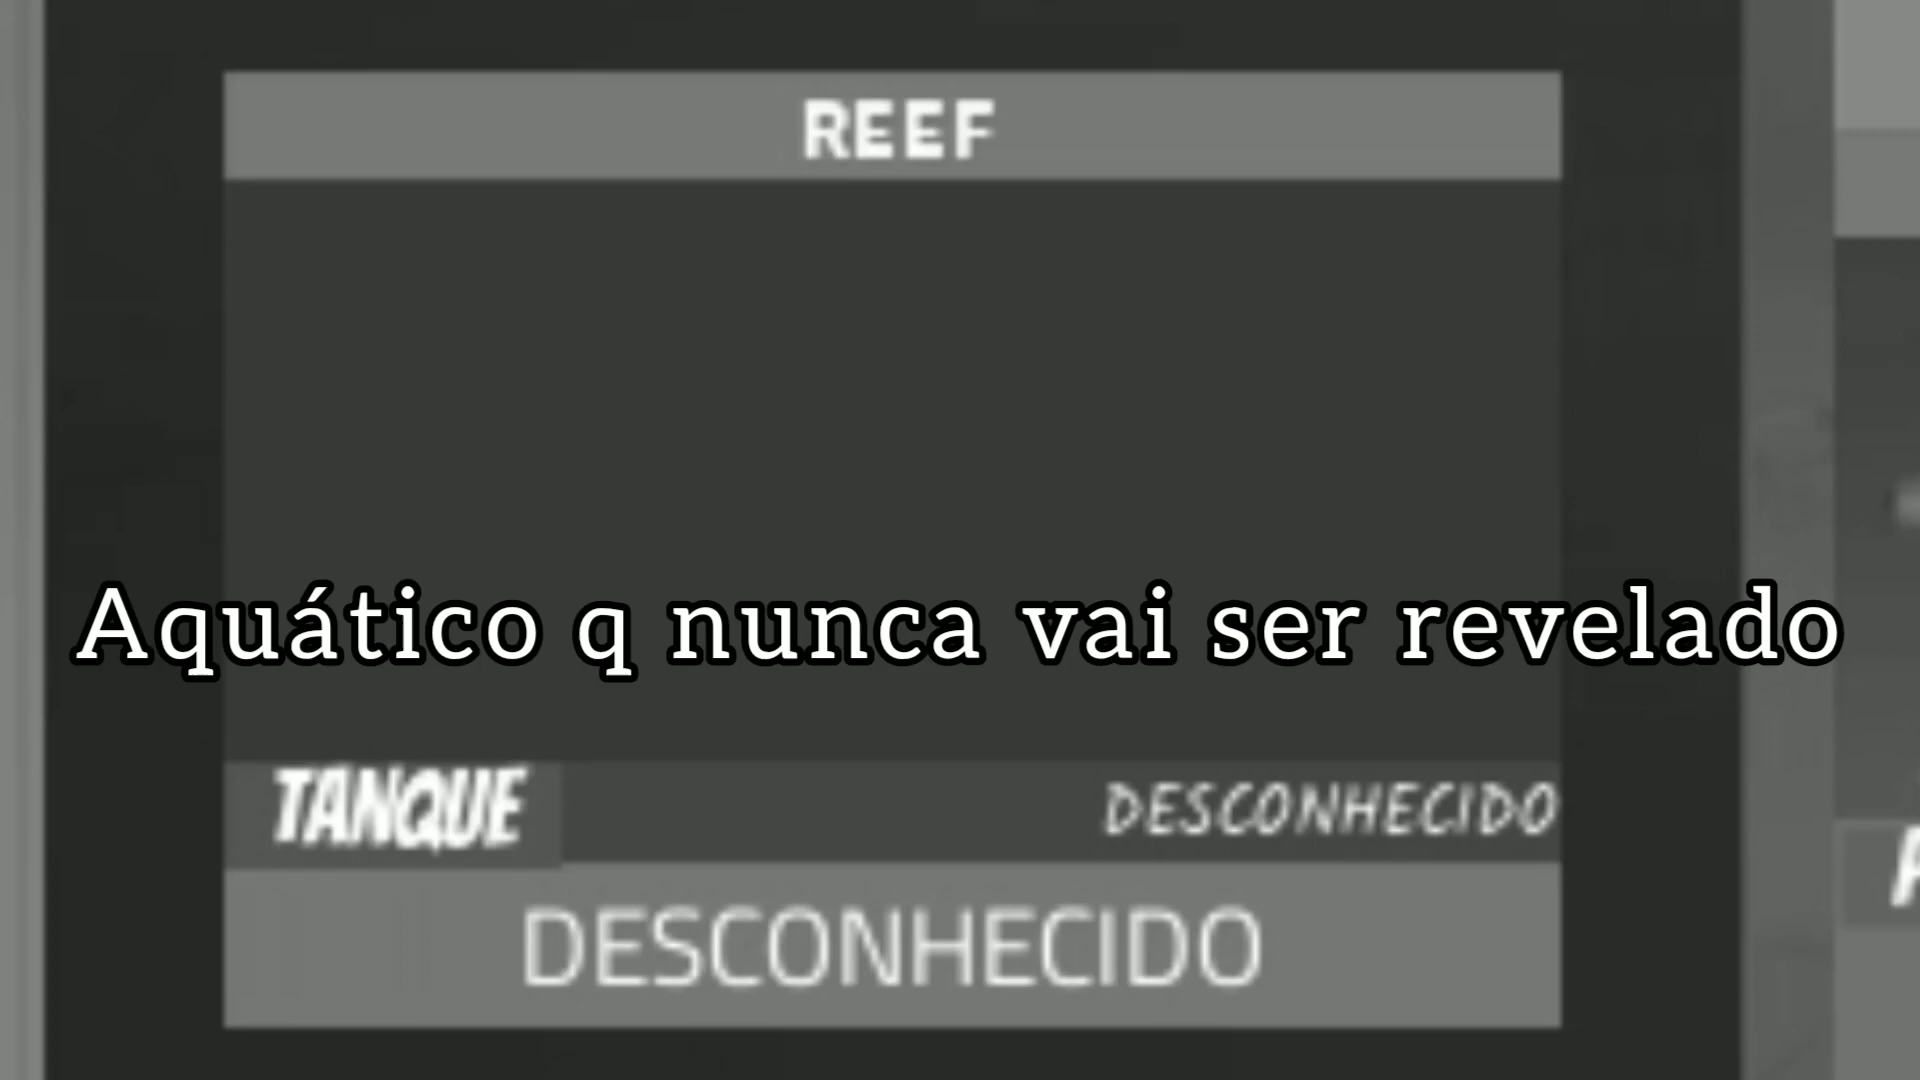 REEF
Aquático q nunca vai ser revelado
TANQUE
DESCONHECIDO
DESCONHECIDO